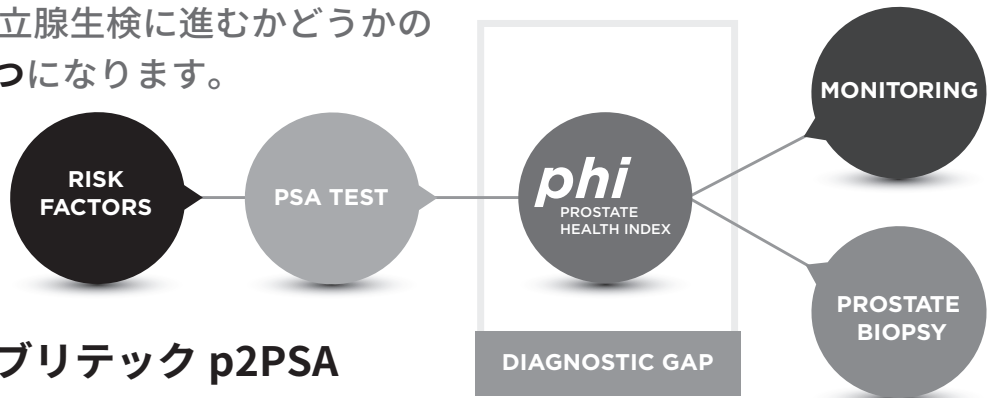 立腺生検に進むかどうかの
つになります。
RISK
FACTORS
PSA TEST
phi
PROSTATE
HEALTH INDEX
DIAGNOSTIC GAP
MONITORING
PROSTATE
BIOPSY
ブリテック p2PSA